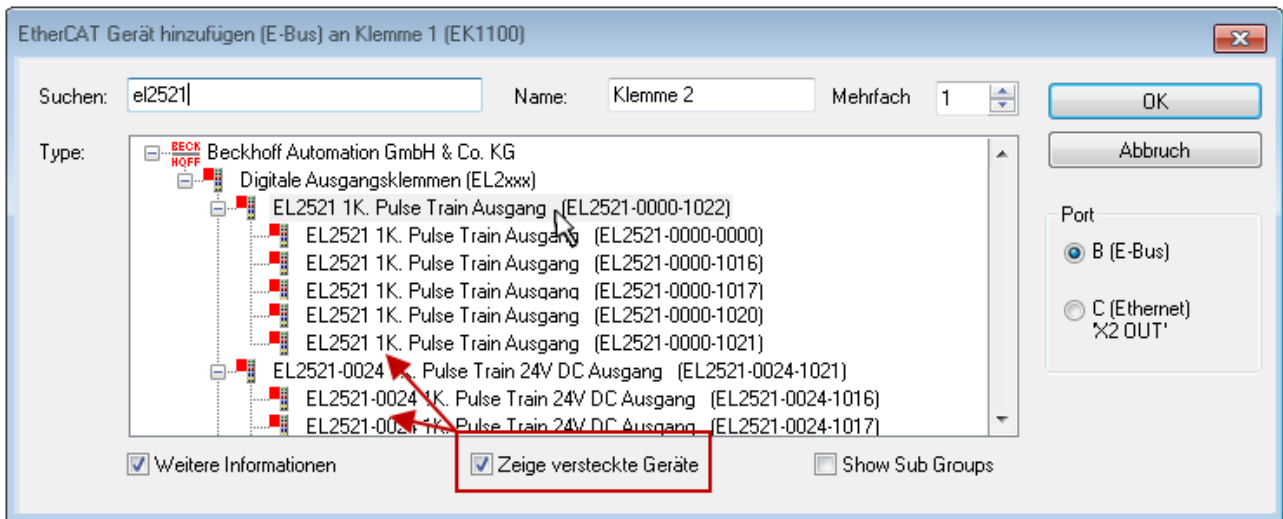 EtherCAT Gerät hinzufügen (E-Bus) an Klemme 1 (EK1100)
Suchen: el2521 Name: Klemme 2 Mehrfach 1 OK
Type: BECKHOFF Beckhoff Automation GmbH & Co. KG Abbruch
Digitale Ausgangsklemmen (EL2xxx)
EL2521 1K. Pulse Train Ausgang (EL2521-0000-1022)
Port
EL2521 1K. Pulse Train Ausgang (EL2521-0000-0000)
B (E-Bus)
EL2521 1K. Pulse Train Ausgang (EL2521-0000-1016)
EL2521 1K. Pulse Train Ausgang (EL2521-0000-1017)
EL2521 1K. Pulse Train Ausgang (EL2521-0000-1020)
C (Ethernet)
'X2 OUT'
EL2521 1K. Pulse Train Ausgang (EL2521-0000-1021)
EL2521-0024 1K. Pulse Train 24V DC Ausgang (EL2521-0024-1021)
EL2521-0024 1K. Pulse Train 24V DC Ausgang (EL2521-0024-1016)
EL2521-0024 1K. Pulse Train 24V DC Ausgang (EL2521-0024-1017)
Weitere Informationen Zeige versteckte Geräte Show Sub Groups